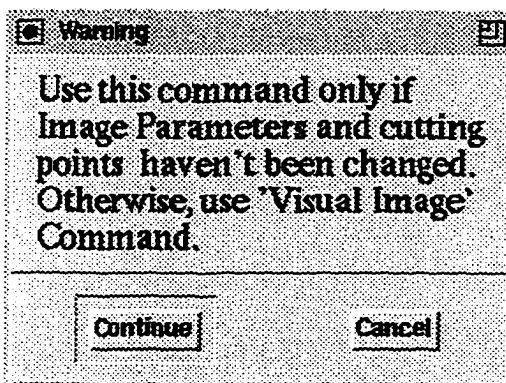 Warning
Use this command only if
Image Parameters and cutting
points haven't been changed.
Otherwise, use `Visual Image`
Command.
Continue Cancel